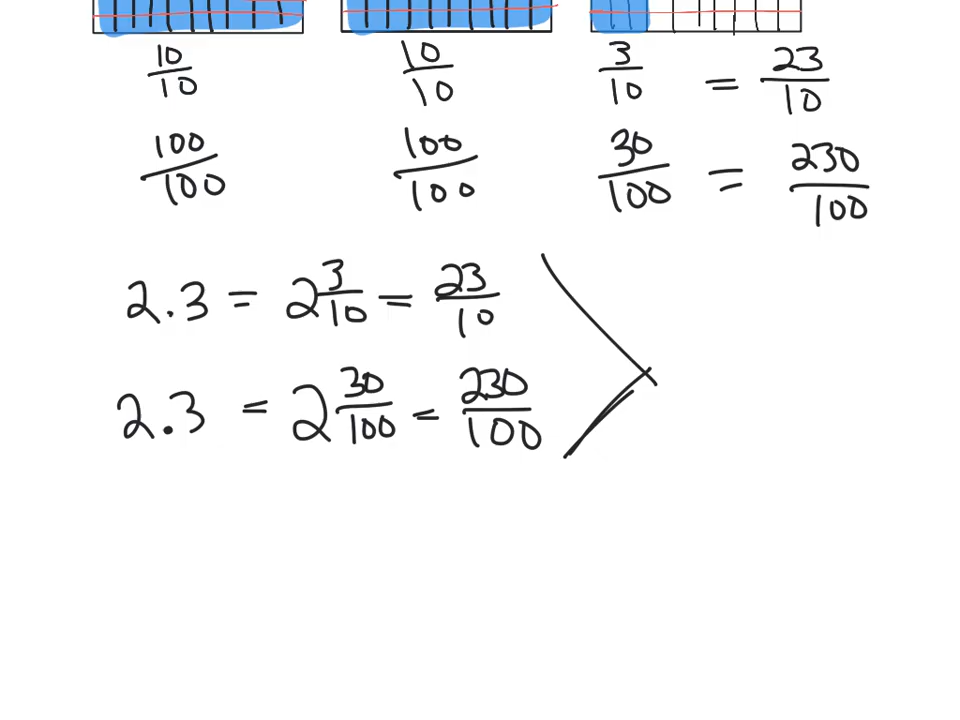 10/10 10/10 3/10 = 23/10
100/100 100/100 30/100 = 230/100
2.3 = 2 3/10 = 23/10
2.3 = 2 30/100 = 230/100